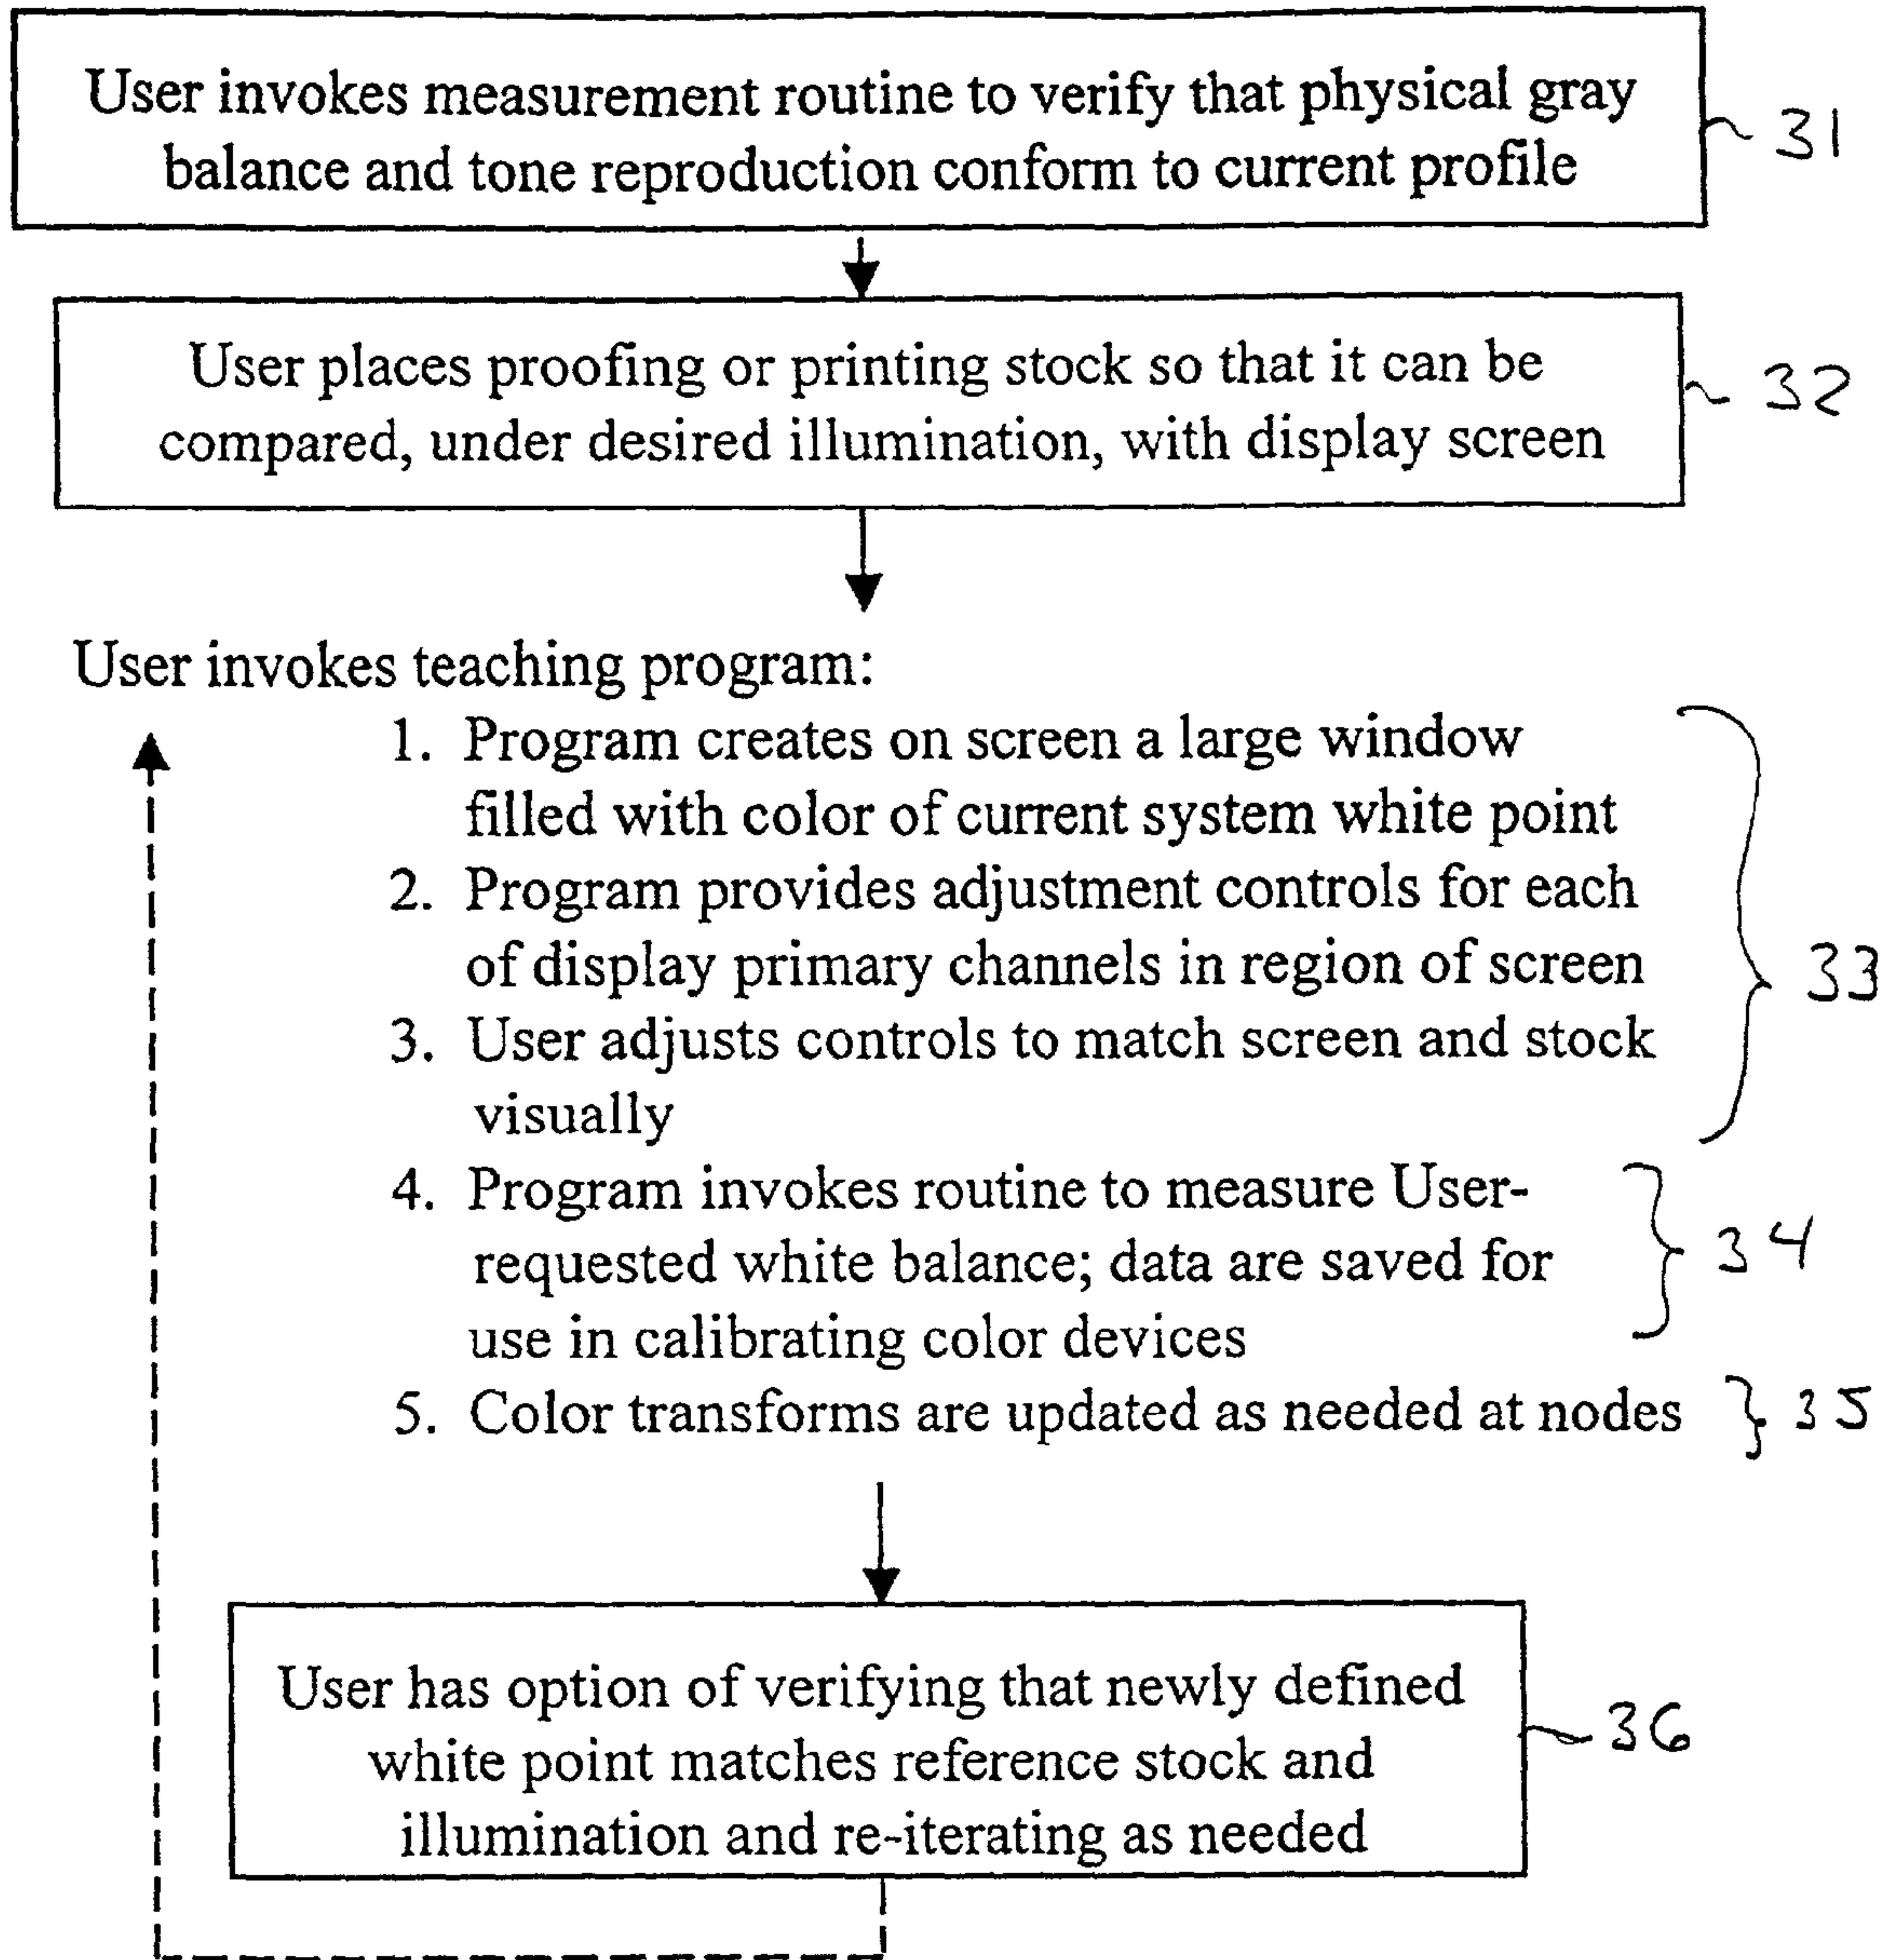 User invokes measurement routine to verify that physical gray
balance and tone reproduction conform to current profile
31
User places proofing or printing stock so that it can be
compared, under desired illumination, with display screen
32
User invokes teaching program:
1. Program creates on screen a large window
filled with color of current system white point
2. Program provides adjustment controls for each
of display primary channels in region of screen
3. User adjusts controls to match screen and stock
visually
33
4. Program invokes routine to measure User-
requested white balance; data are saved for
use in calibrating color devices
34
5. Color transforms are updated as needed at nodes
35
User has option of verifying that newly defined
white point matches reference stock and
illumination and re-iterating as needed
36